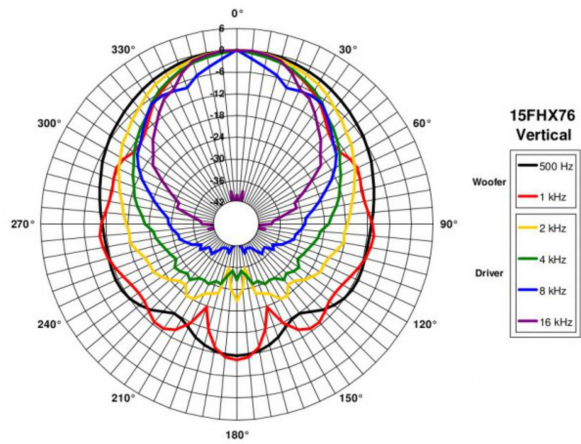 0°
330°
30°
6
0
-6
-12
-18
-24
-30
-36
-42
300°
60°
270°
90°
240°
120°
210°
150°
180°
15FHX76
Vertical
Woofer
500 Hz
1 kHz
Driver
2 kHz
4 kHz
8 kHz
16 kHz